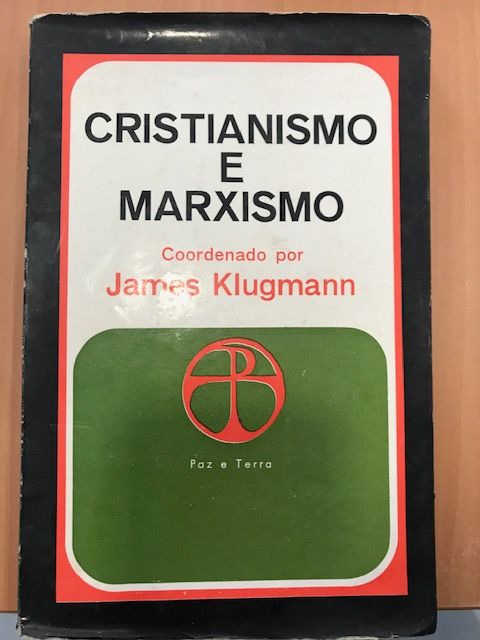 CRISTIANISMO
E
MARXISMO
Coordenado por
James Klugmann
Paz e Terra